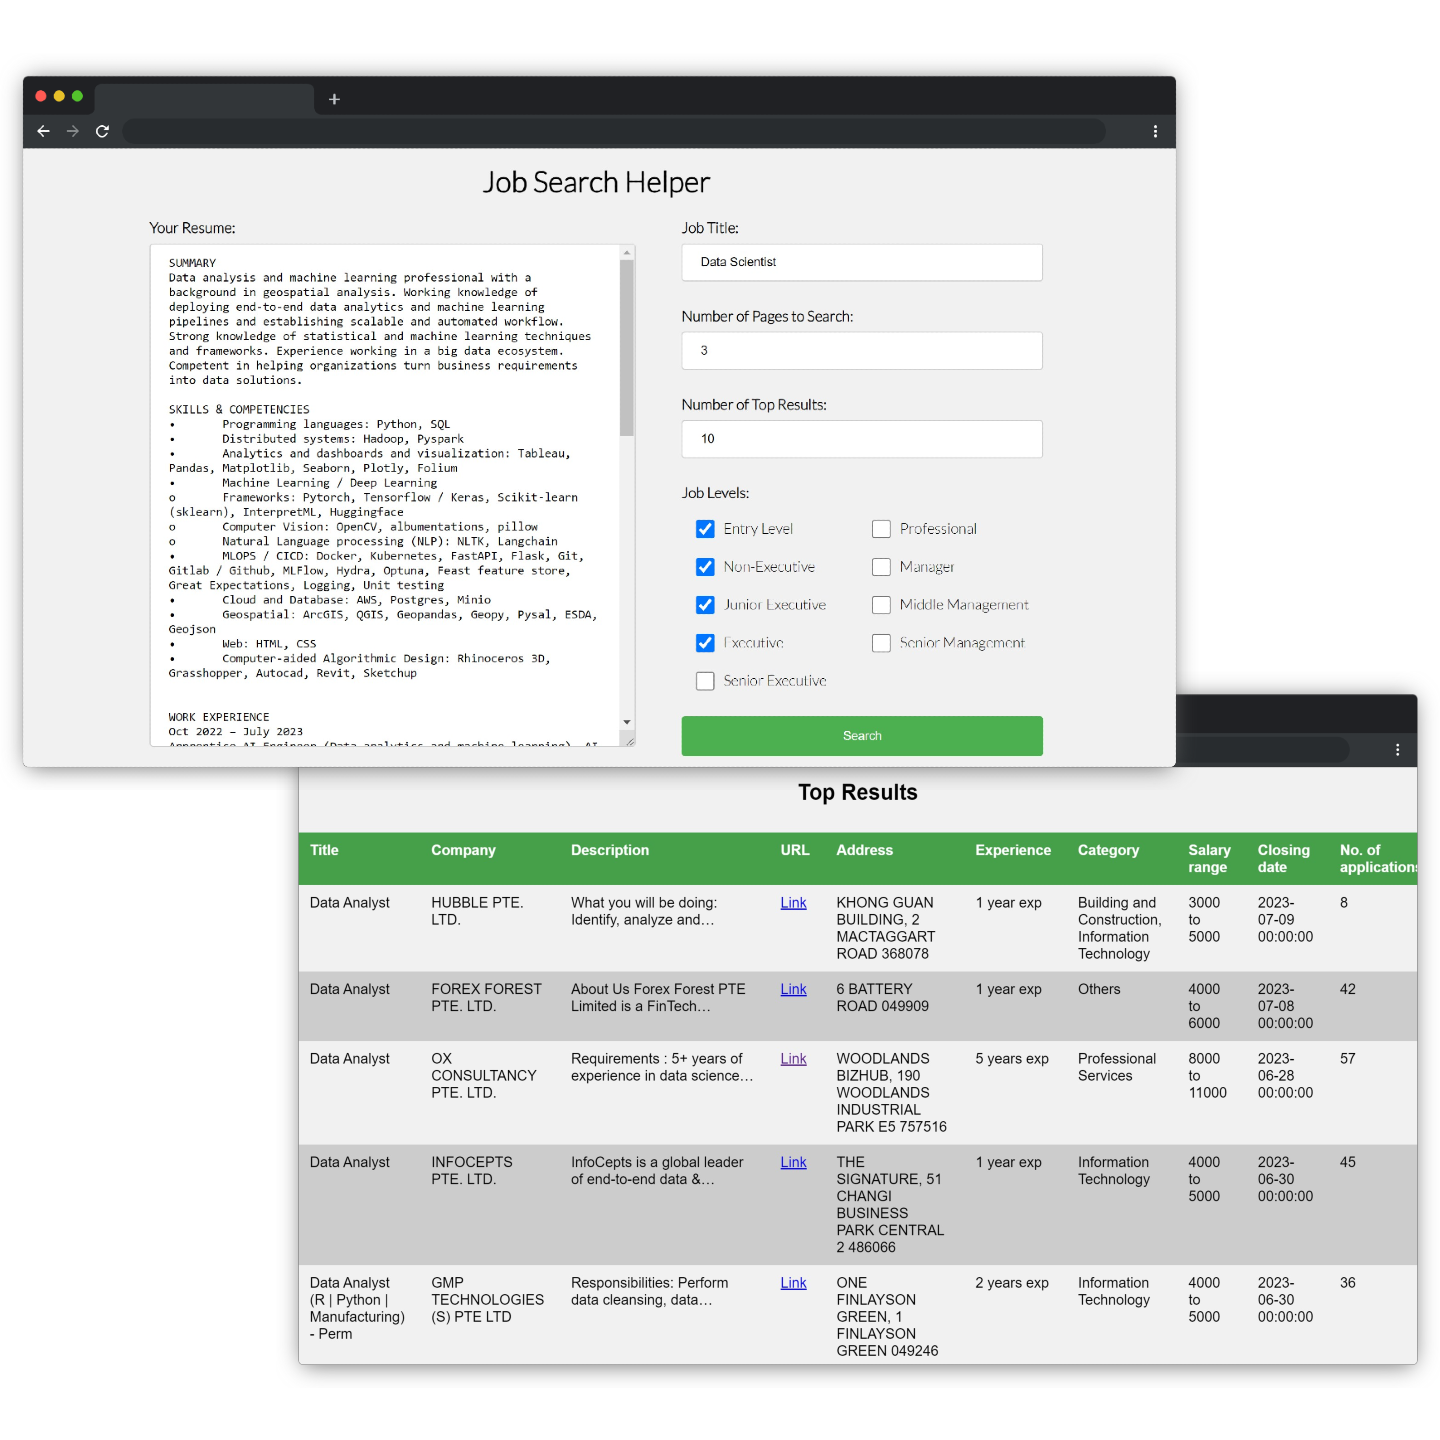 Job Search Helper
Your Resume:
SUMMARY
Data analysis and machine learning professional with a
background in geospatial analysis. Working knowledge of
deploying end-to-end data analytics and machine learning
pipelines and establishing scalable and automated workflow.
Strong knowledge of statistical and machine learning techniques
and frameworks. Experience working in a big data ecosystem.
Competent in helping organizations turn business requirements
into data solutions.
SKILLS & COMPETENCIES
• Programming languages: Python, SQL
• Distributed systems: Hadoop, Pyspark
• Analytics and dashboards and visualization: Tableau,
Pandas, Matplotlib, Seaborn, Plotly, Folium
• Machine Learning / Deep Learning
o Frameworks: Pytorch, Tensorflow / Keras, Scikit-learn
(sklearn), InterpretML, Huggingface
o Computer Vision: OpenCV, albumentations, pillow
o Natural Language processing (NLP): NLTK, Langchain
• MLOPS / CICD: Docker, Kubernetes, FastAPI, Flask, Git,
Gitlab / Github, MLFlow, Hydra, Optuna, Feast feature store,
Great Expectations, Logging, Unit testing
• Cloud and Database: AWS, Postgres, Minio
• Geospatial: ArcGIS, QGIS, Geopandas, Geopy, Pysal, ESDA,
Geojson
• Web: HTML, CSS
• Computer-aided Algorithmic Design: Rhinoceros 3D,
Grasshopper, Autocad, Revit, Sketchup
WORK EXPERIENCE
Oct 2022 – July 2023
Apprentice AI Engineer (Data analytics and machine learning), AI
Job Title:
Data Scientist
Number of Pages to Search:
3
Number of Top Results:
10
Job Levels:
Entry Level
Non-Executive
Junior Executive
Executive
Senior Executive
Professional
Manager
Middle Management
Senior Management
Search
Top Results
Title Company Description URL Address Experience Category Salary Closing No. of
range date applications
Data Analyst HUBBLE PTE. What you will be doing: Link KHONG GUAN 1 year exp Building and 3000 2023- 8
LTD. Identify, analyze and... BUILDING, 2 Construction, to 07-09
MACTAGGART Information 5000 00:00:00
ROAD 368078 Technology
Data Analyst FOREX FOREST About Us Forex Forest PTE Link 6 BATTERY 1 year exp Others 4000 2023- 42
PTE. LTD. Limited is a FinTech... ROAD 049909 to 07-08
6000 00:00:00
Data Analyst OX Requirements : 5+ years of Link WOODLANDS 5 years exp Professional 8000 2023- 57
CONSULTANCY experience in data science... BIZHUB, 190 Services to 06-28
PTE. LTD. WOODLANDS 11000 00:00:00
INDUSTRIAL
PARK E5 757516
Data Analyst INFOCEPTS InfoCepts is a global leader Link THE 1 year exp Information 4000 2023- 45
PTE. LTD. of end-to-end data &... SIGNATURE, 51 Technology to 06-30
CHANGI 5000 00:00:00
BUSINESS
PARK CENTRAL
2 486066
Data Analyst GMP Responsibilities: Perform Link ONE 2 years exp Information 4000 2023- 36
(R | Python | TECHNOLOGIES data cleansing, data... FINLAYSON Technology to 06-30
Manufacturing) (S) PTE LTD GREEN, 1 5000 00:00:00
- Perm FINLAYSON
GREEN 049246